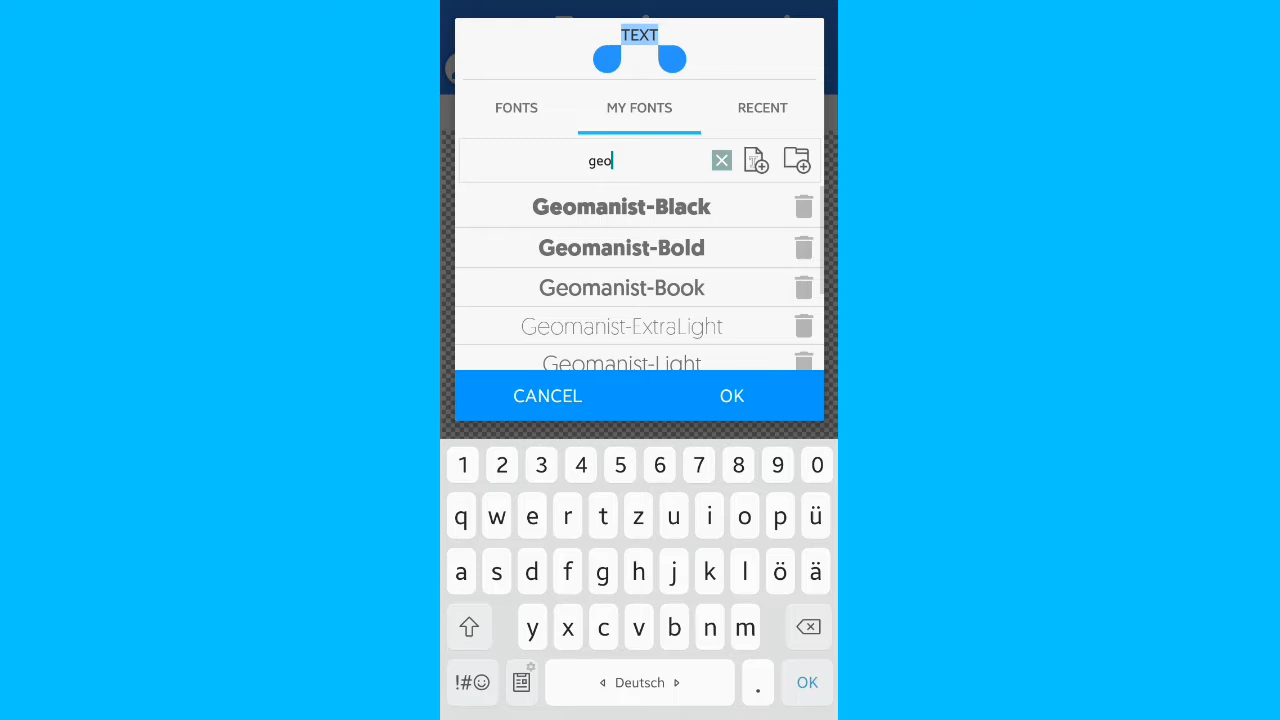 TEXT
FONTS MY FONTS RECENT
geo
Geomanist-Black
Geomanist-Bold
Geomanist-Book
Geomanist-ExtraLight
Geomanist-Light
CANCEL OK
1 2 3 4 5 6 7 8 9 0
q w e r t z u i o p ü
a s d f g h j k l ö ä
y x c v b n m
!#☺ Deutsch . OK